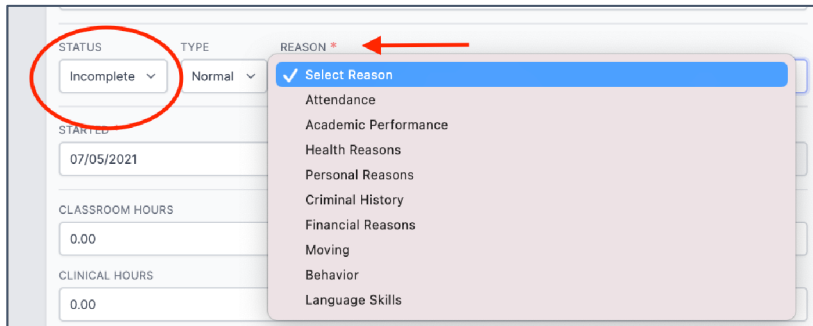 STATUS TYPE REASON *
Incomplete Normal Select Reason
Attendance
Academic Performance
Health Reasons
Personal Reasons
Criminal History
Financial Reasons
Moving
Behavior
Language Skills
STARTED
07/05/2021
CLASSROOM HOURS
0.00
CLINICAL HOURS
0.00